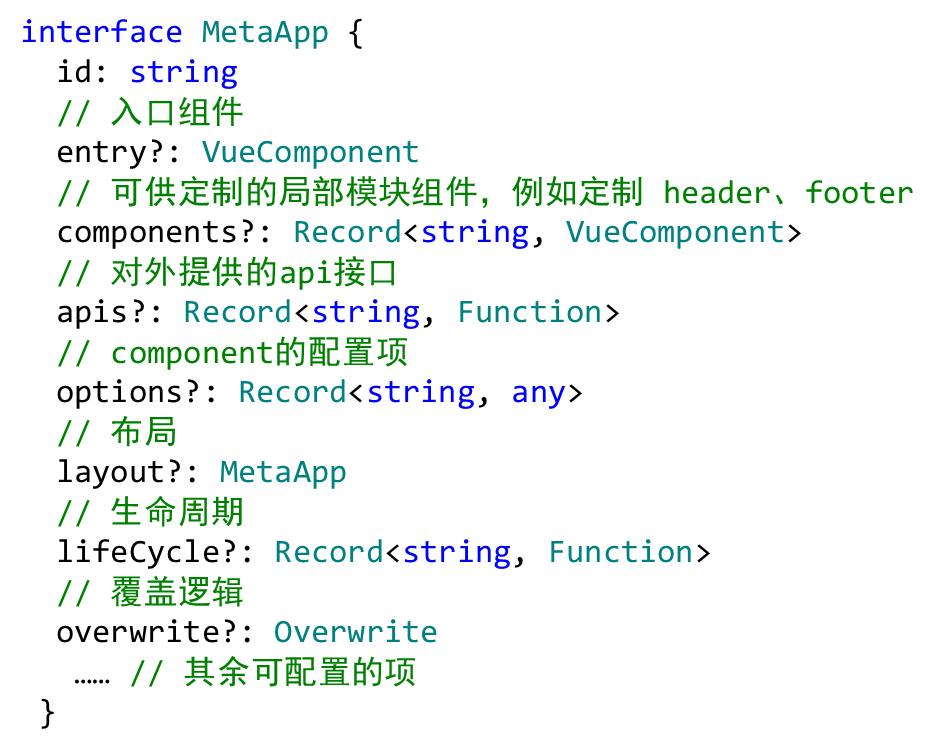 interface MetaApp {
id: string
// 入口组件
entry?: VueComponent
// 可供定制的局部模块组件，例如定制 header、footer
components?: Record<string, VueComponent>
// 对外提供的api接口
apis?: Record<string, Function>
// component的配置项
options?: Record<string, any>
// 布局
layout?: MetaApp
// 生命周期
lifeCycle?: Record<string, Function>
// 覆盖逻辑
overwrite?: Overwrite
…… // 其余可配置的项
}